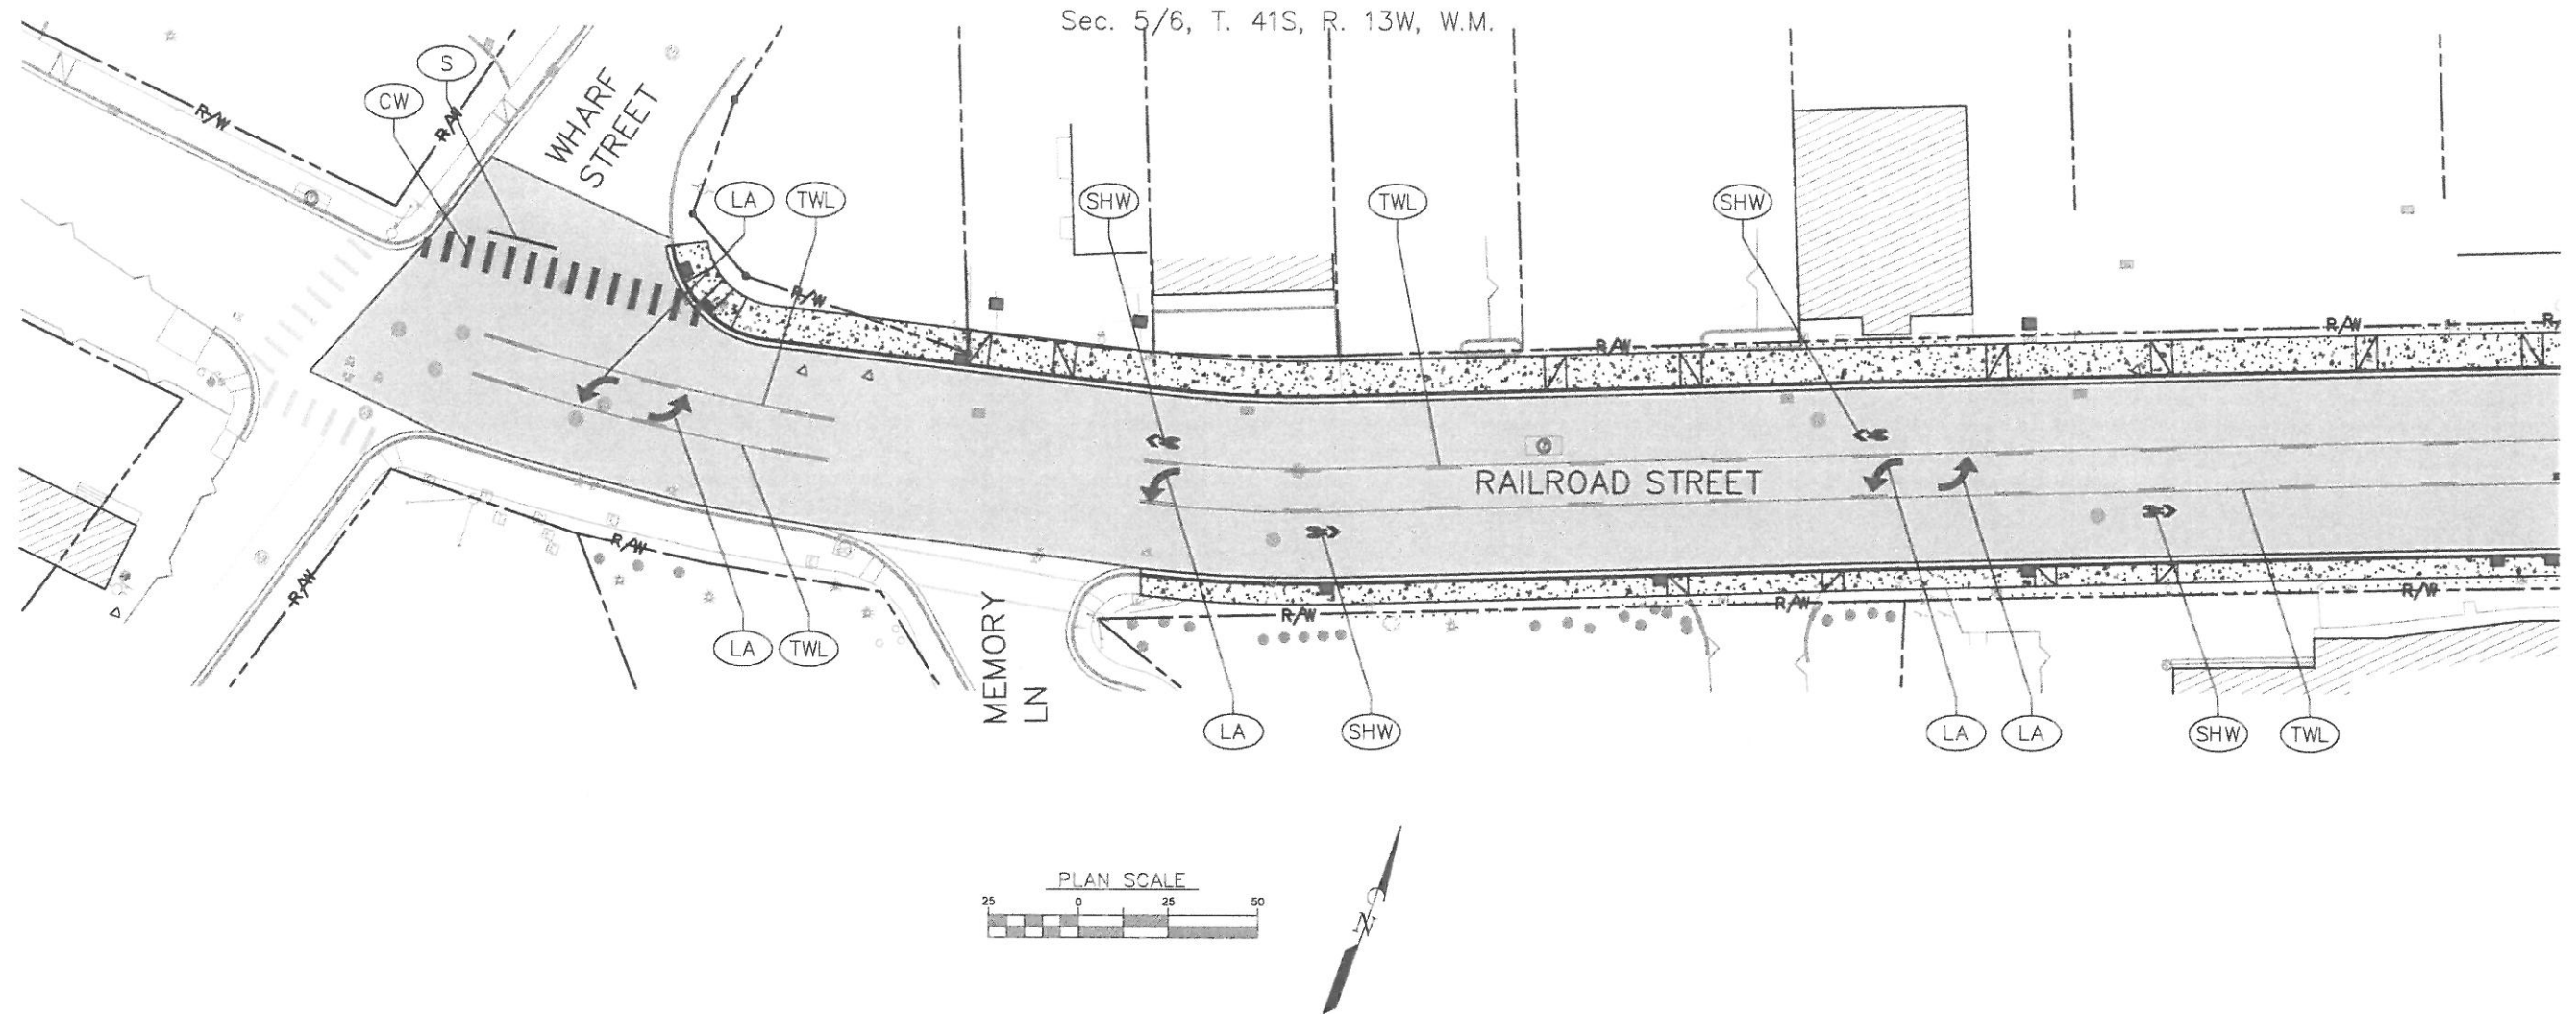 Sec. 5/6, T. 41S, R. 13W, W.M.
S
CW
R/W
R/W
WHARF
STREET
LA
TWL
SHW
TWL
SHW
R/W
R/W
R/W
R/
RAILROAD STREET
R/W
R/W
R/W
R/W
R/W
MEMORY
LN
LA
TWL
LA
SHW
LA
LA
SHW
TWL
PLAN SCALE
25 0 25 50
N